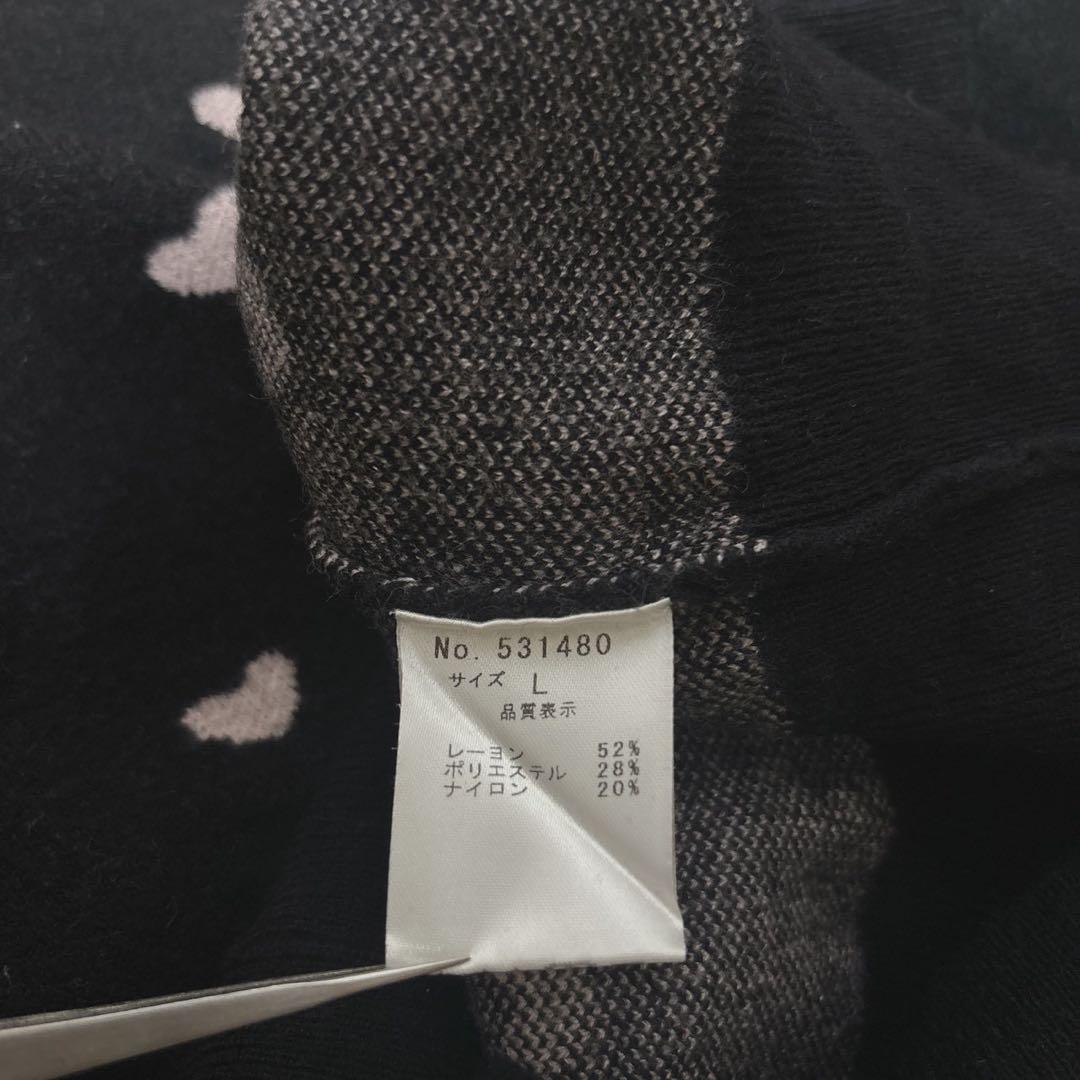 No. 531480
サイズ L
品質表示
レーヨン 52%
ポリエステル 28%
ナイロン 20%